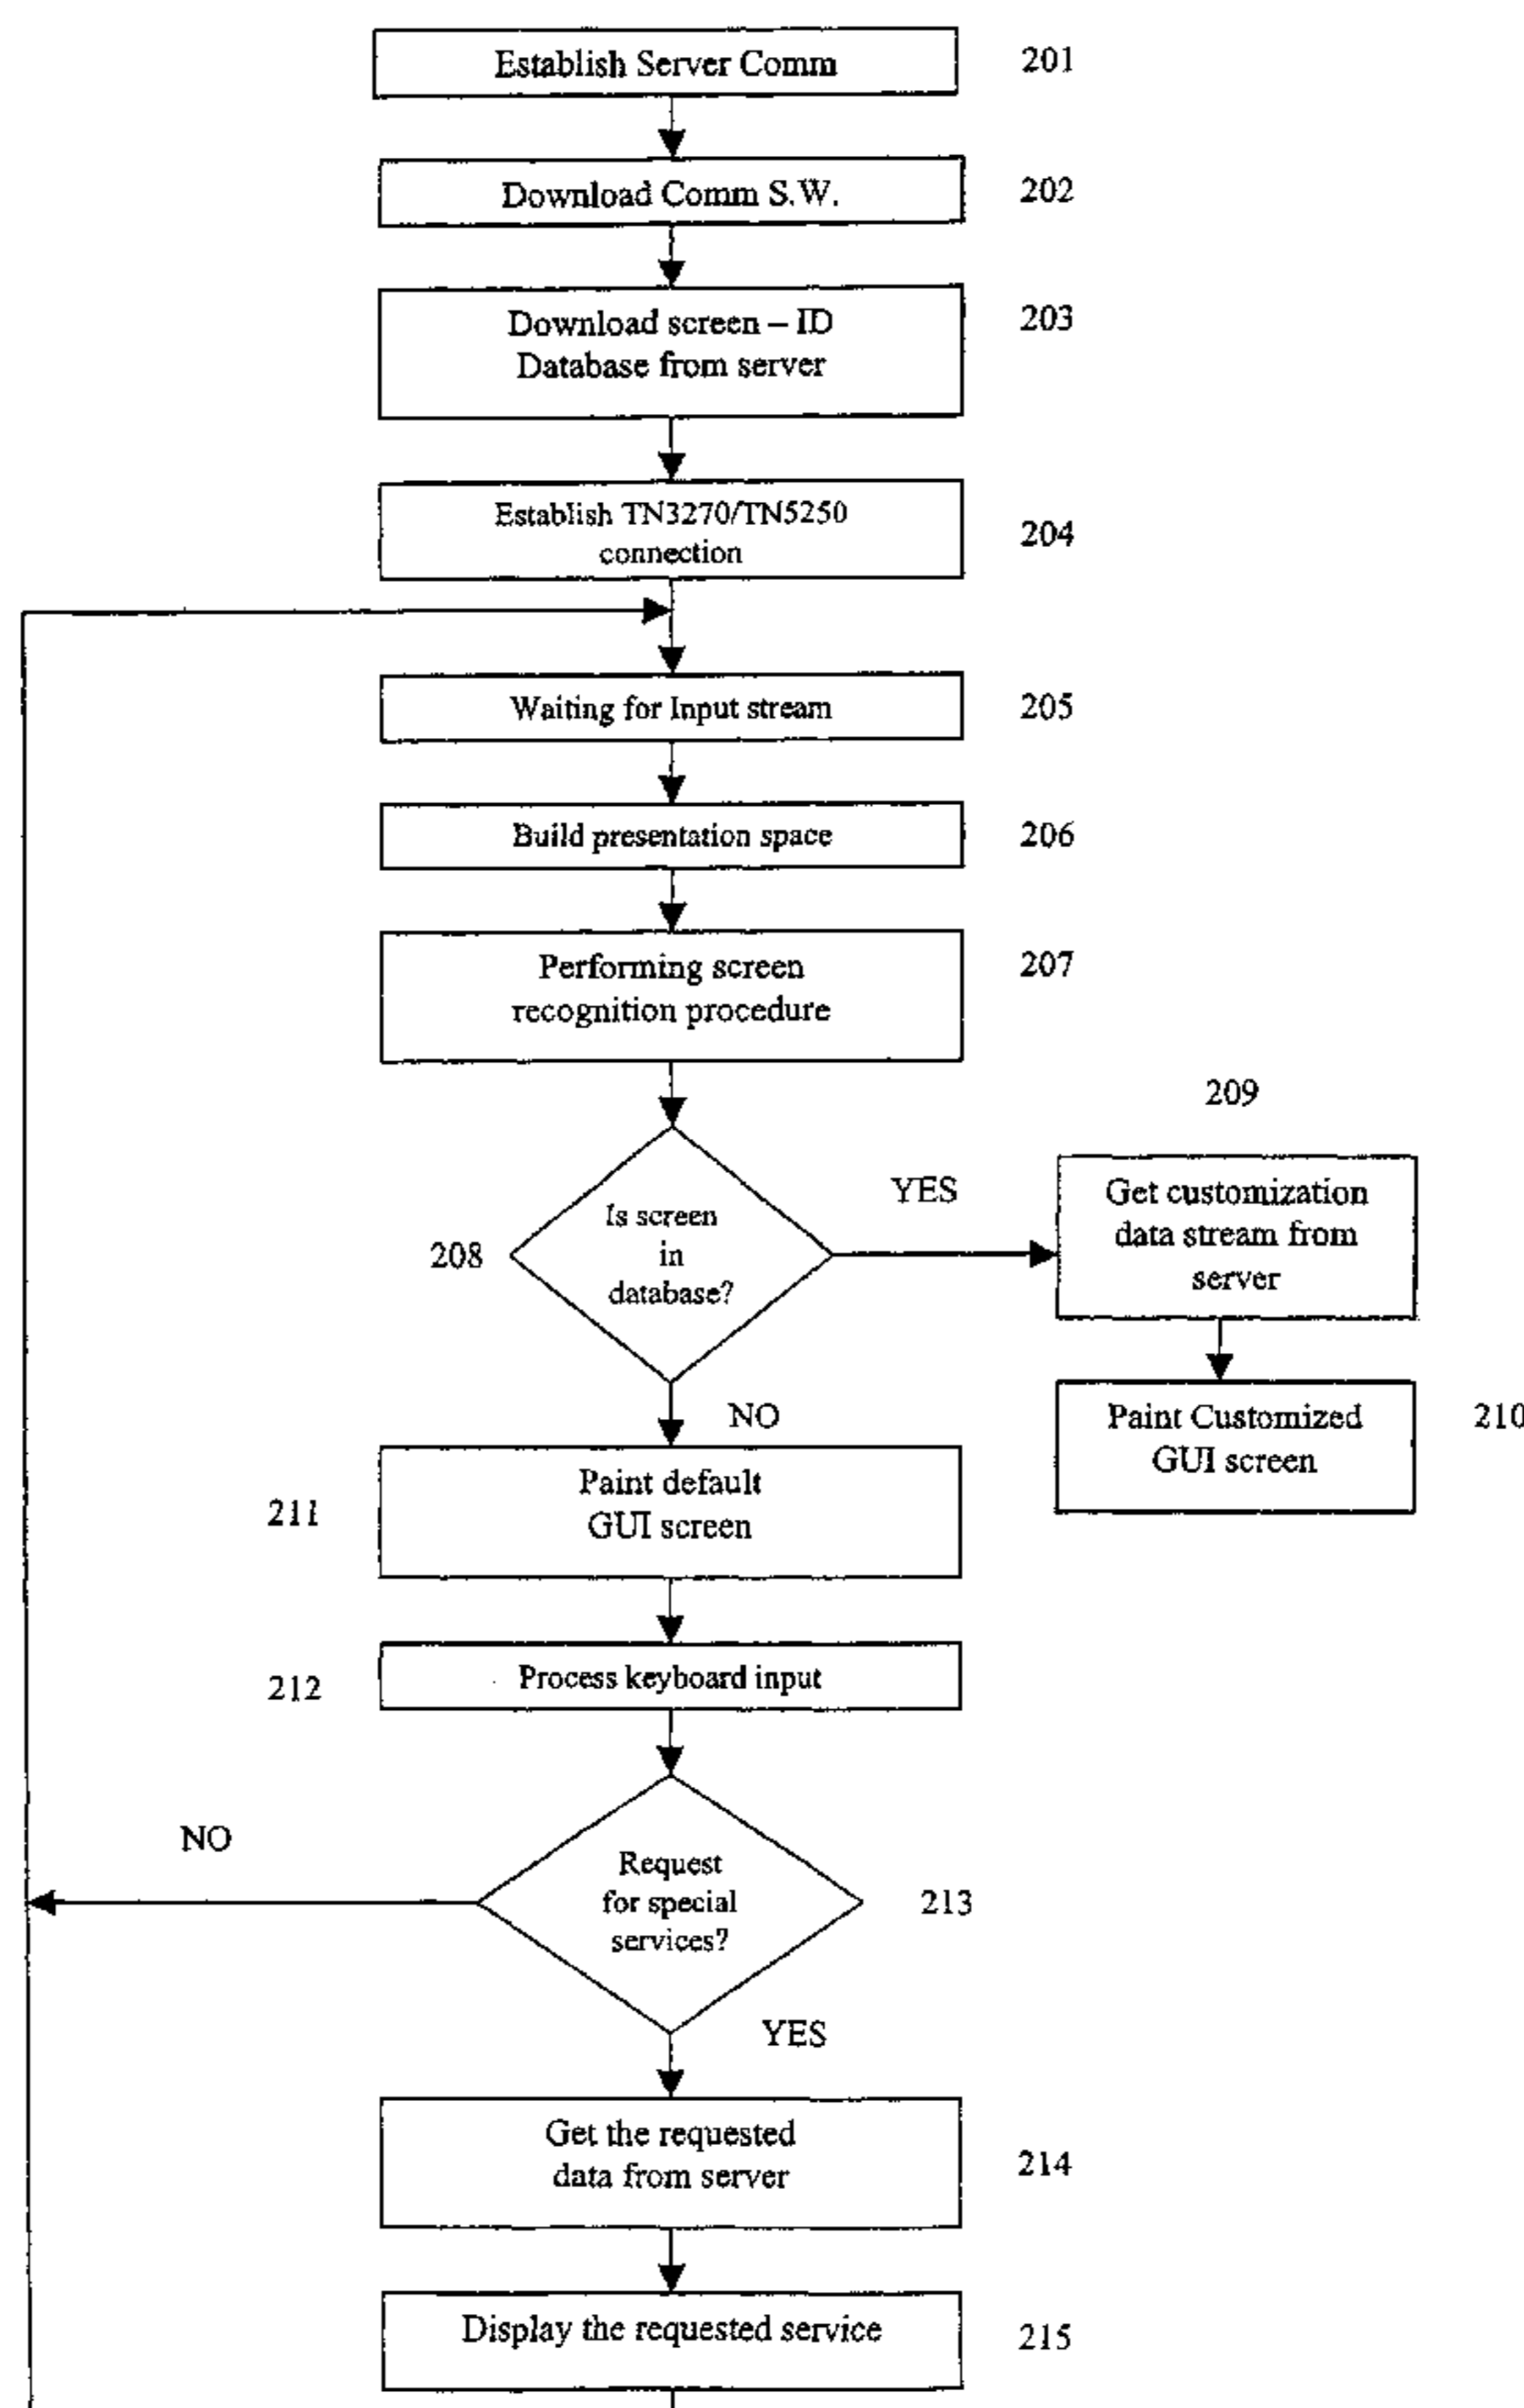 Establish Server Comm
201
Download Comm S.W.
202
Download screen – ID
Database from server
203
Establish TN3270/TN5250
connection
204
Waiting for Input stream
205
Build presentation space
206
Performing screen
recognition procedure
207
208
Is screen
in
database?
YES
209
Get customization
data stream from
server
NO
Paint Customized
GUI screen
210
211
Paint default
GUI screen
212
Process keyboard input
NO
Request
for special
services?
213
YES
Get the requested
data from server
214
Display the requested service
215